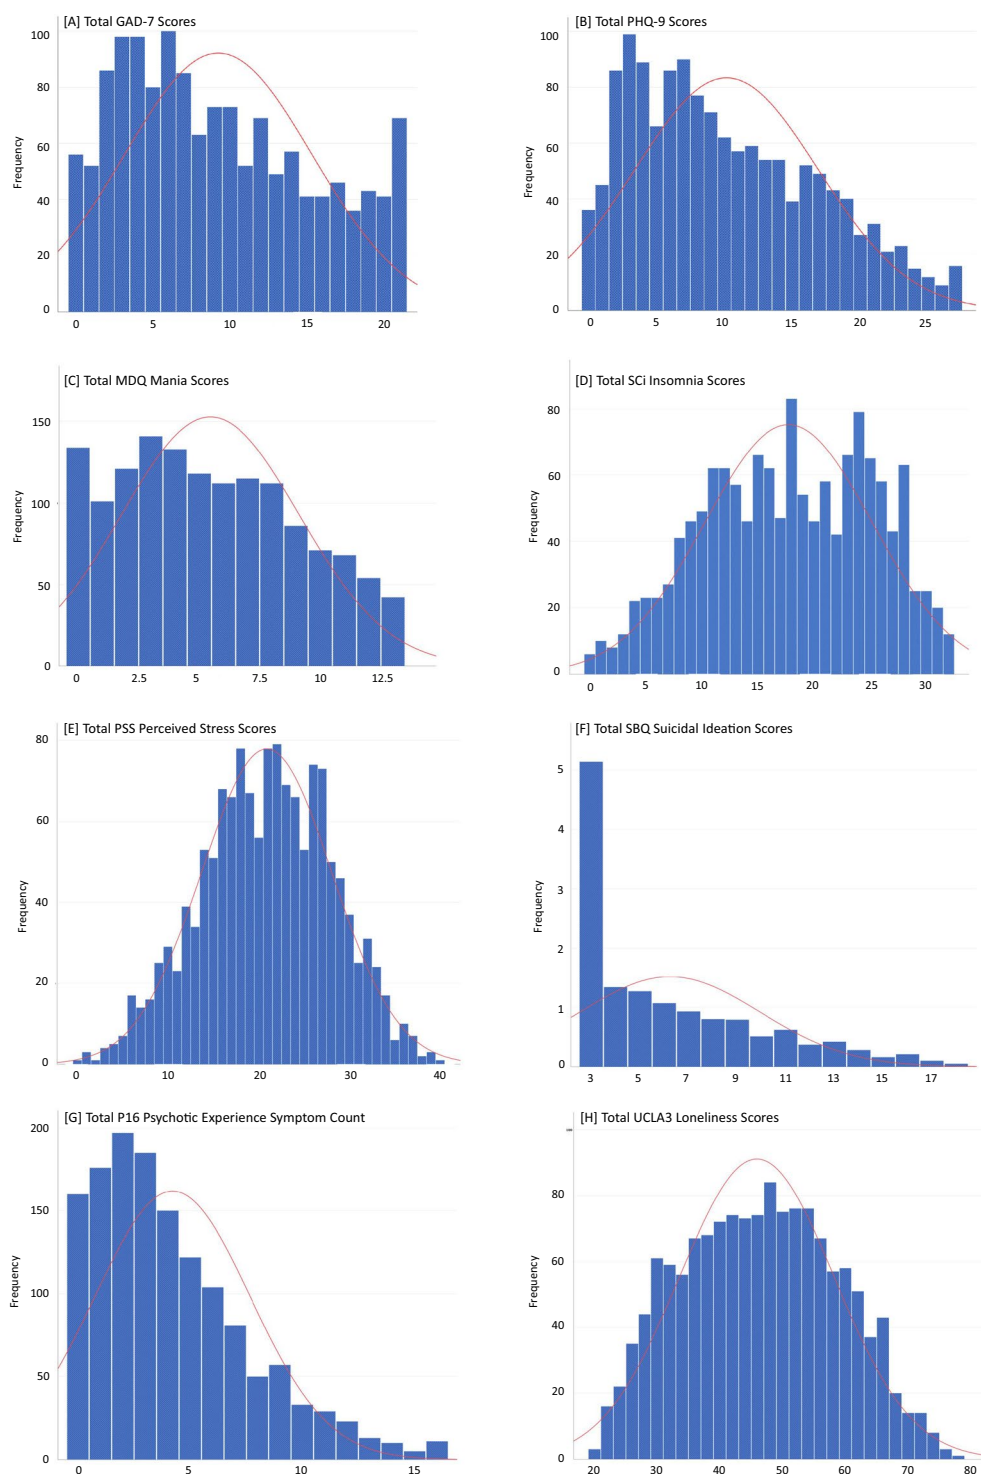 [A] Total GAD-7 Scores
100
80
60
40
20
0
Frequency
0 5 10 15 20
[B] Total PHQ-9 Scores
100
80
60
40
20
0
Frequency
0 5 10 15 20 25
[C] Total MDQ Mania Scores
150
100
50
0
Frequency
0 2.5 5 7.5 10 12.5
[D] Total SCi Insomnia Scores
80
60
40
20
0
Frequency
0 5 10 15 20 25 30
[E] Total PSS Perceived Stress Scores
80
60
40
20
0
Frequency
0 10 20 30 40
[F] Total SBQ Suicidal Ideation Scores
5
4
3
2
1
0
Frequency
3 5 7 9 11 13 15 17
[G] Total P16 Psychotic Experience Symptom Count
200
150
100
50
0
Frequency
0 5 10 15
[H] Total UCLA3 Loneliness Scores
80
60
40
20
0
Frequency
20 30 40 50 60 70 80